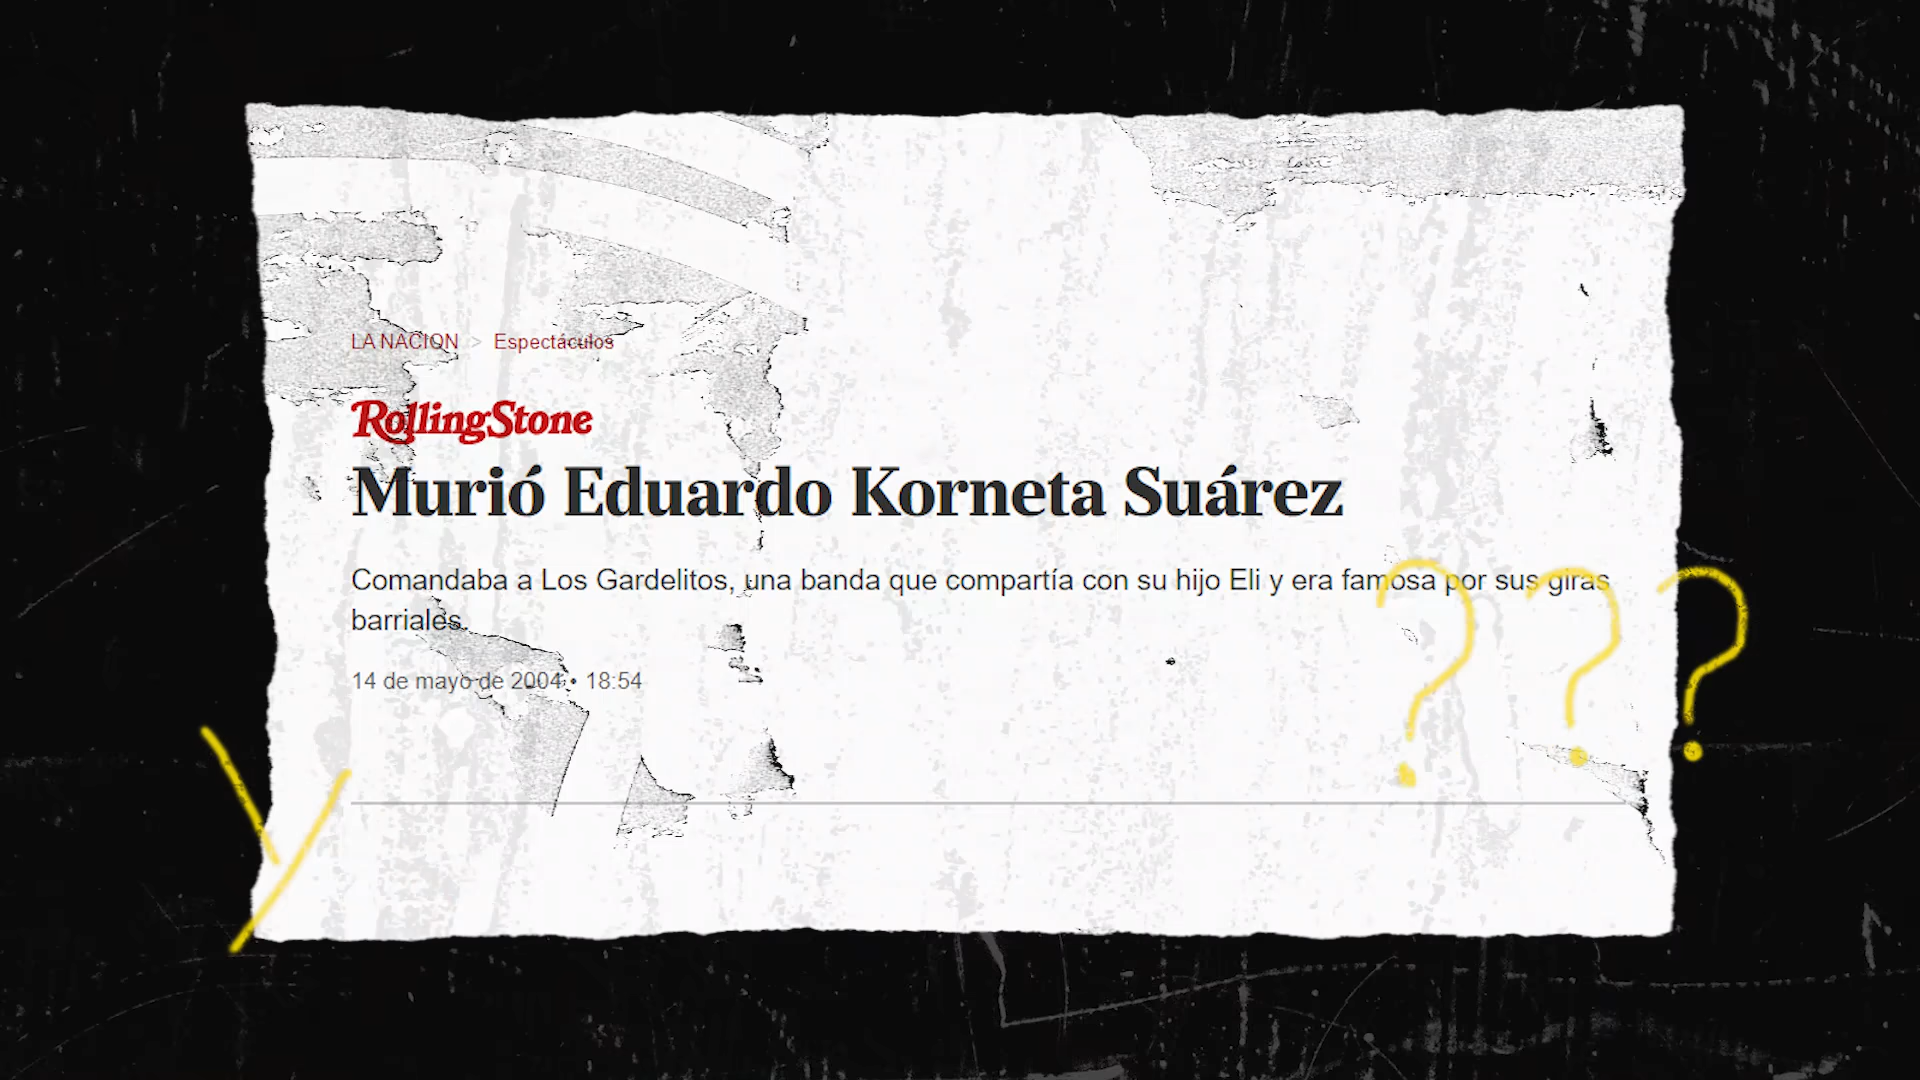 LA NACION > Espectáculos
RollingStone
Murió Eduardo Korneta Suárez
Comandaba a Los Gardelitos, una banda que compartía con su hijo Eli y era famosa por sus giras
barriales.
14 de mayo de 2004 • 18:54
y ???